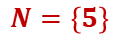 N = {5}